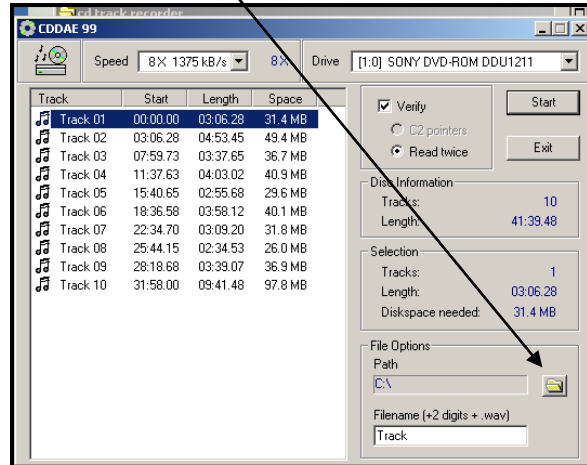 cd track recorder
CDDAE 99
Speed 8X 1375 kB/s 8X Drive [1:0] SONY DVD-ROM DDU1211
Track Start Length Space
Track 01 00:00.00 03:06.28 31.4 MB
Track 02 03:06.28 04:53.45 49.4 MB
Track 03 07:59.73 03:37.65 36.7 MB
Track 04 11:37.63 04:03.02 40.9 MB
Track 05 15:40.65 02:55.68 29.6 MB
Track 06 18:36.58 03:58.12 40.1 MB
Track 07 22:34.70 03:09.20 31.8 MB
Track 08 25:44.15 02:34.53 26.0 MB
Track 09 28:18.68 03:39.07 36.9 MB
Track 10 31:58.00 09:41.48 97.8 MB
Verify
C2 pointers
Read twice
Start
Exit
Disc Information
Tracks: 10
Length: 41:39.48
Selection
Tracks: 1
Length: 03:06.28
Diskspace needed: 31.4 MB
File Options
Path
C:\
Filename (+2 digits + .wav)
Track